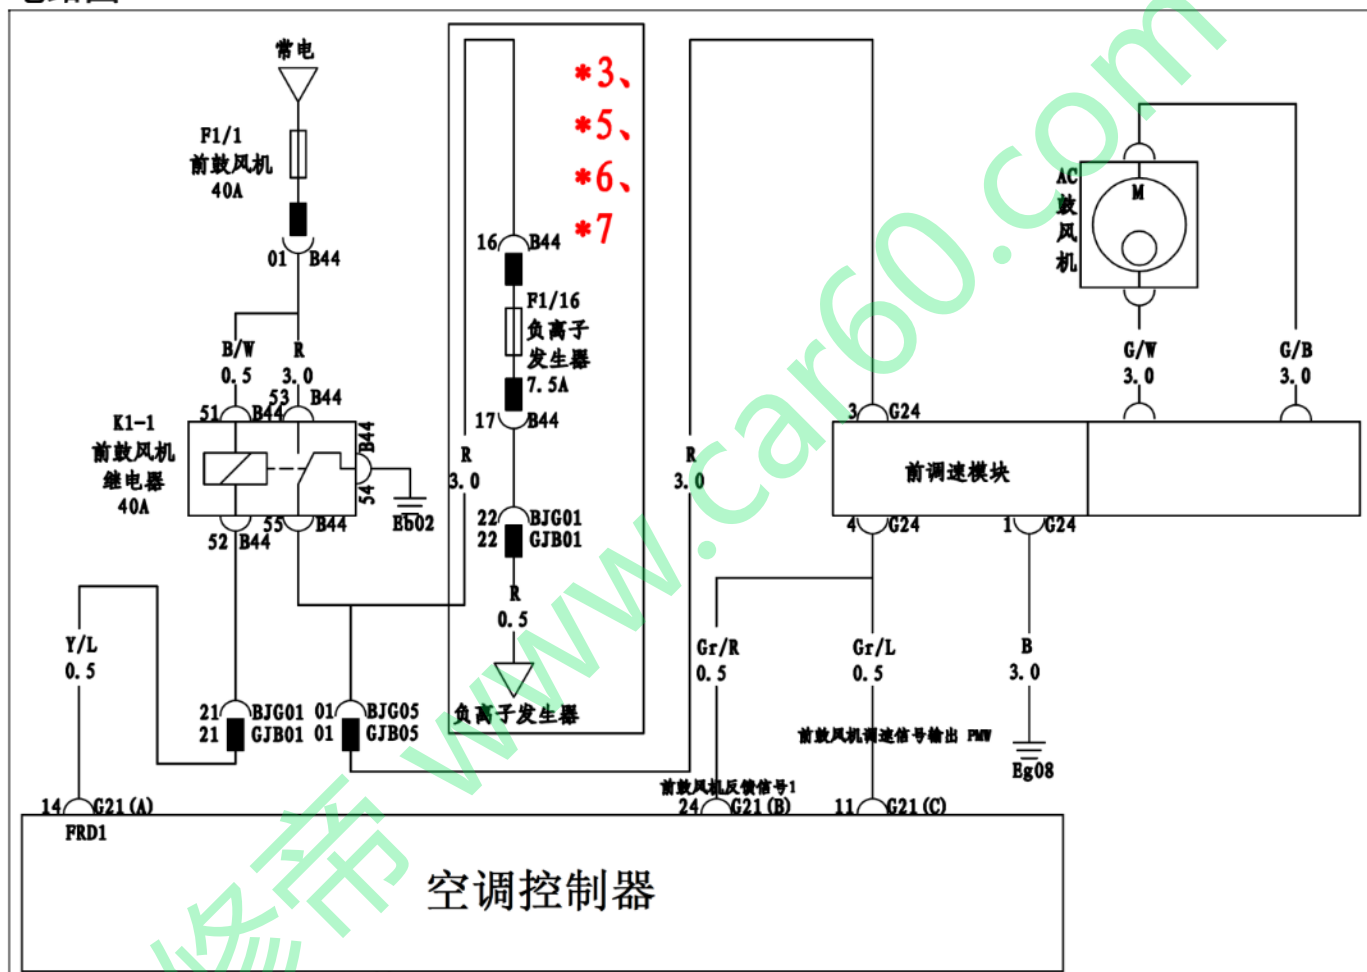 常电
F1/1
前鼓风机
40A
01 B44
B/W
0.5
R
3.0
51 B44
53 B44
K1-1
前鼓风机
继电器
40A
B44
54
Eb02
52 B44
55 B44
Y/L
0.5
21 BJG01
21 GJB01
01 BJG05
01 GJB05
14 G21(A)
FRD1
R
3.0
*3、
*5、
*6、
*7
16 B44
F1/16
负离子
发生器
7.5A
17 B44
22 BJG01
22 GJB01
R
0.5
负离子发生器
R
3.0
AC
鼓
风
机
M
G/W
3.0
G/B
3.0
3 G24
前调速模块
4 G24
1 G24
Gr/R
0.5
Gr/L
0.5
B
3.0
前鼓风机调速信号输出 PMW
Eg08
前鼓风机反馈信号1
24 G21(B)
11 G21(C)
空调控制器
修帝 www.car60.com